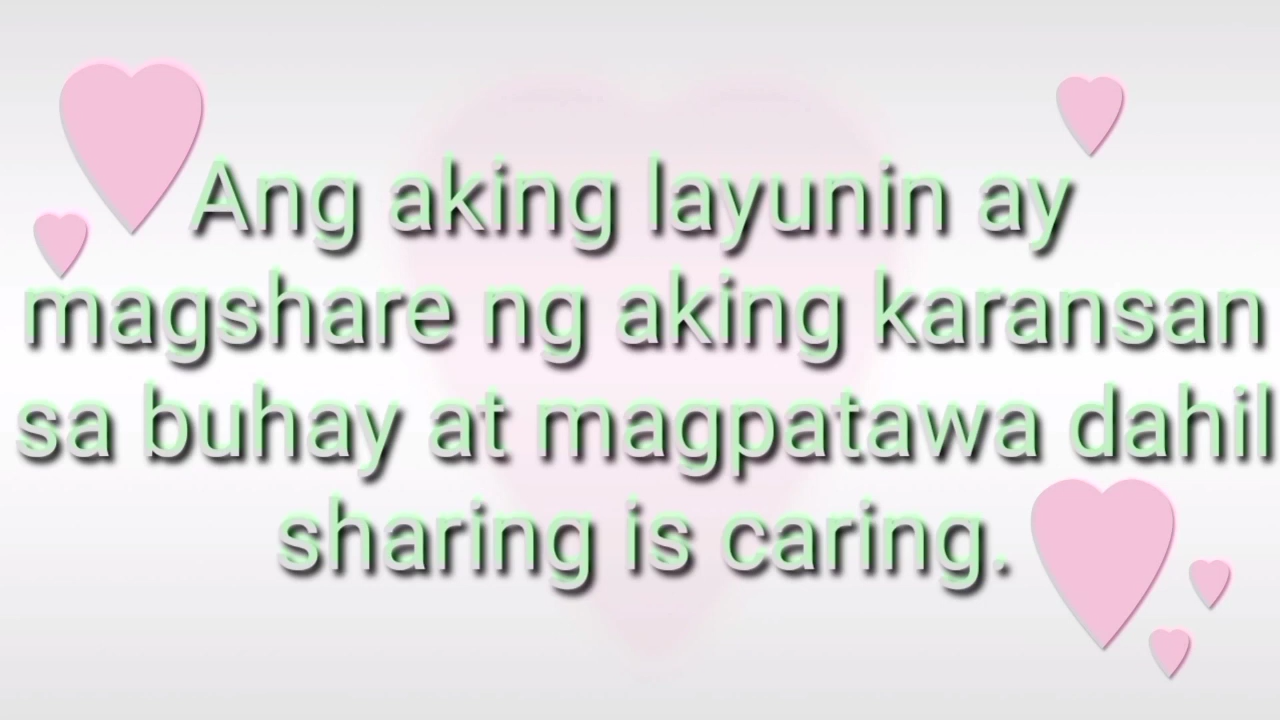 Ang aking layunin ay
magshare ng aking karansan
sa buhay at magpatawa dahil
sharing is caring.